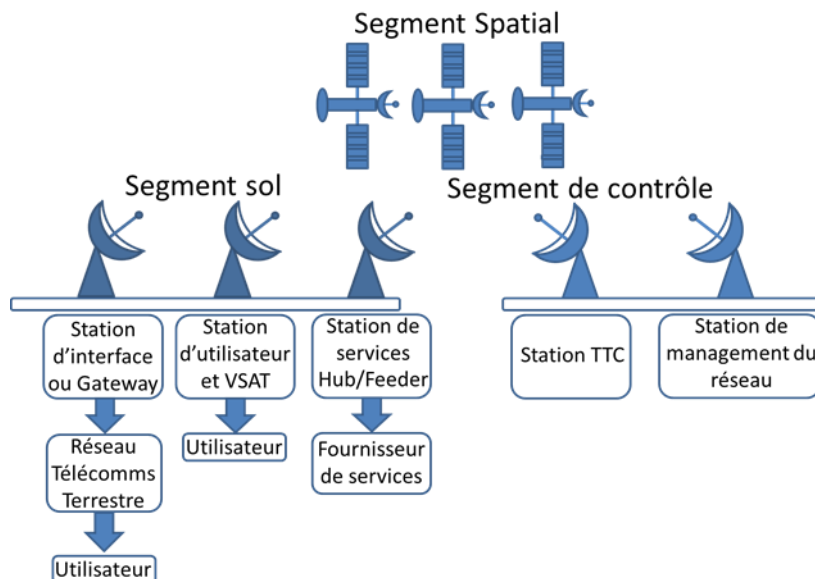 Segment Spatial
Segment sol
Segment de contrôle
Station
d'interface
ou Gateway
Station
d'utilisateur
et VSAT
Station de
services
Hub/Feeder
Station TTC
Station de
management du
réseau
Réseau
Télécomms
Terrestre
Utilisateur
Fournisseur
de services
Utilisateur